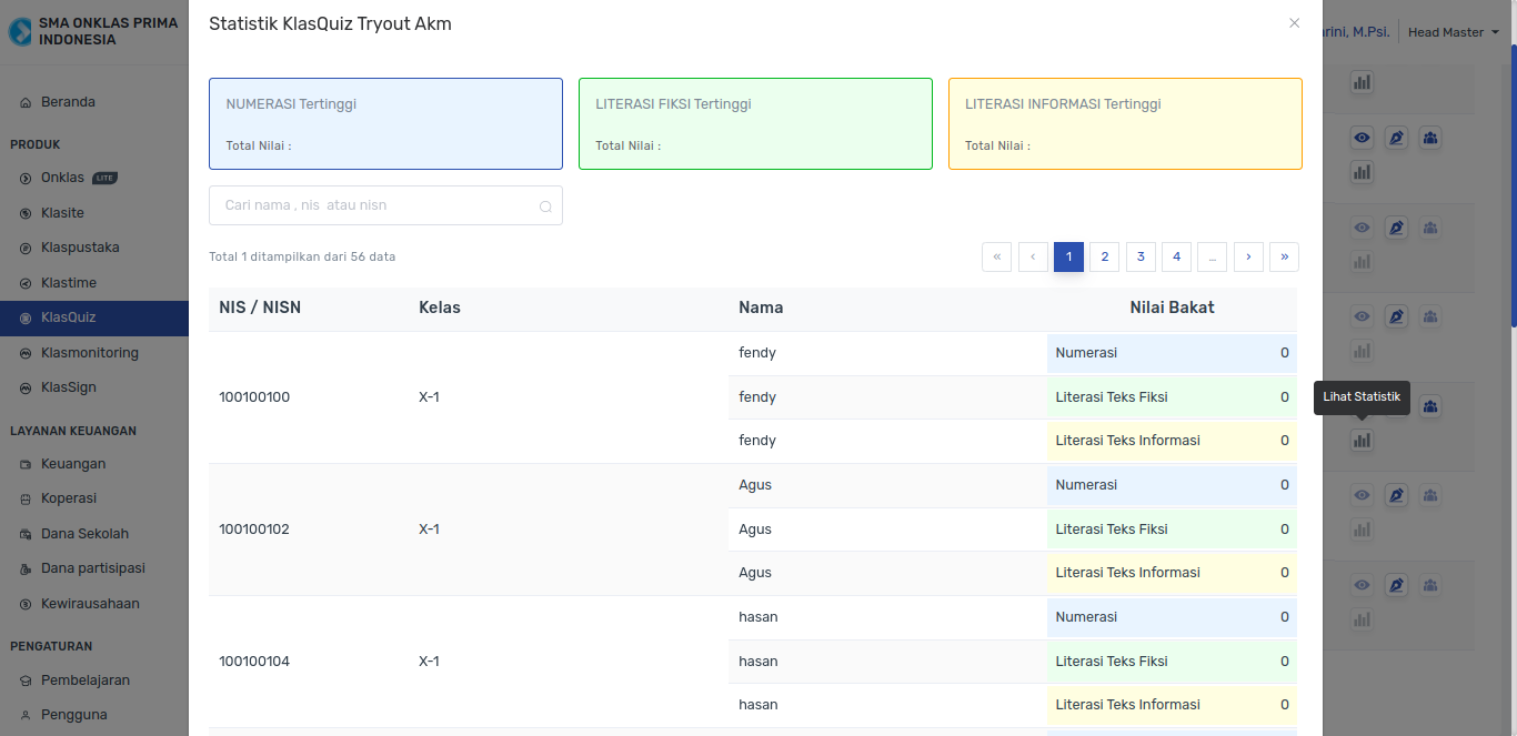 SMA ONKLAS PRIMA
INDONESIA
Beranda
PRODUK
Onklas LITE
Klasite
Klaspustaka
Klastime
KlasQuiz
Klasmonitoring
KlasSign
LAYANAN KEUANGAN
Keuangan
Koperasi
Dana Sekolah
Dana partisipasi
Kewirausahaan
PENGATURAN
Pembelajaran
Pengguna
Statistik KlasQuiz Tryout Akm
×
NUMERASI Tertinggi
Total Nilai :
LITERASI FIKSI Tertinggi
Total Nilai :
LITERASI INFORMASI Tertinggi
Total Nilai :
Cari nama , nis atau nisn
Total 1 ditampilkan dari 56 data
« ‹ 1 2 3 4 … › »
NIS / NISN Kelas Nama Nilai Bakat
fendy Numerasi 0
100100100 X-1 fendy Literasi Teks Fiksi 0
fendy Literasi Teks Informasi 0
Agus Numerasi 0
100100102 X-1 Agus Literasi Teks Fiksi 0
Agus Literasi Teks Informasi 0
hasan Numerasi 0
100100104 X-1 hasan Literasi Teks Fiksi 0
hasan Literasi Teks Informasi 0
M.Psi. Head Master
Lihat Statistik